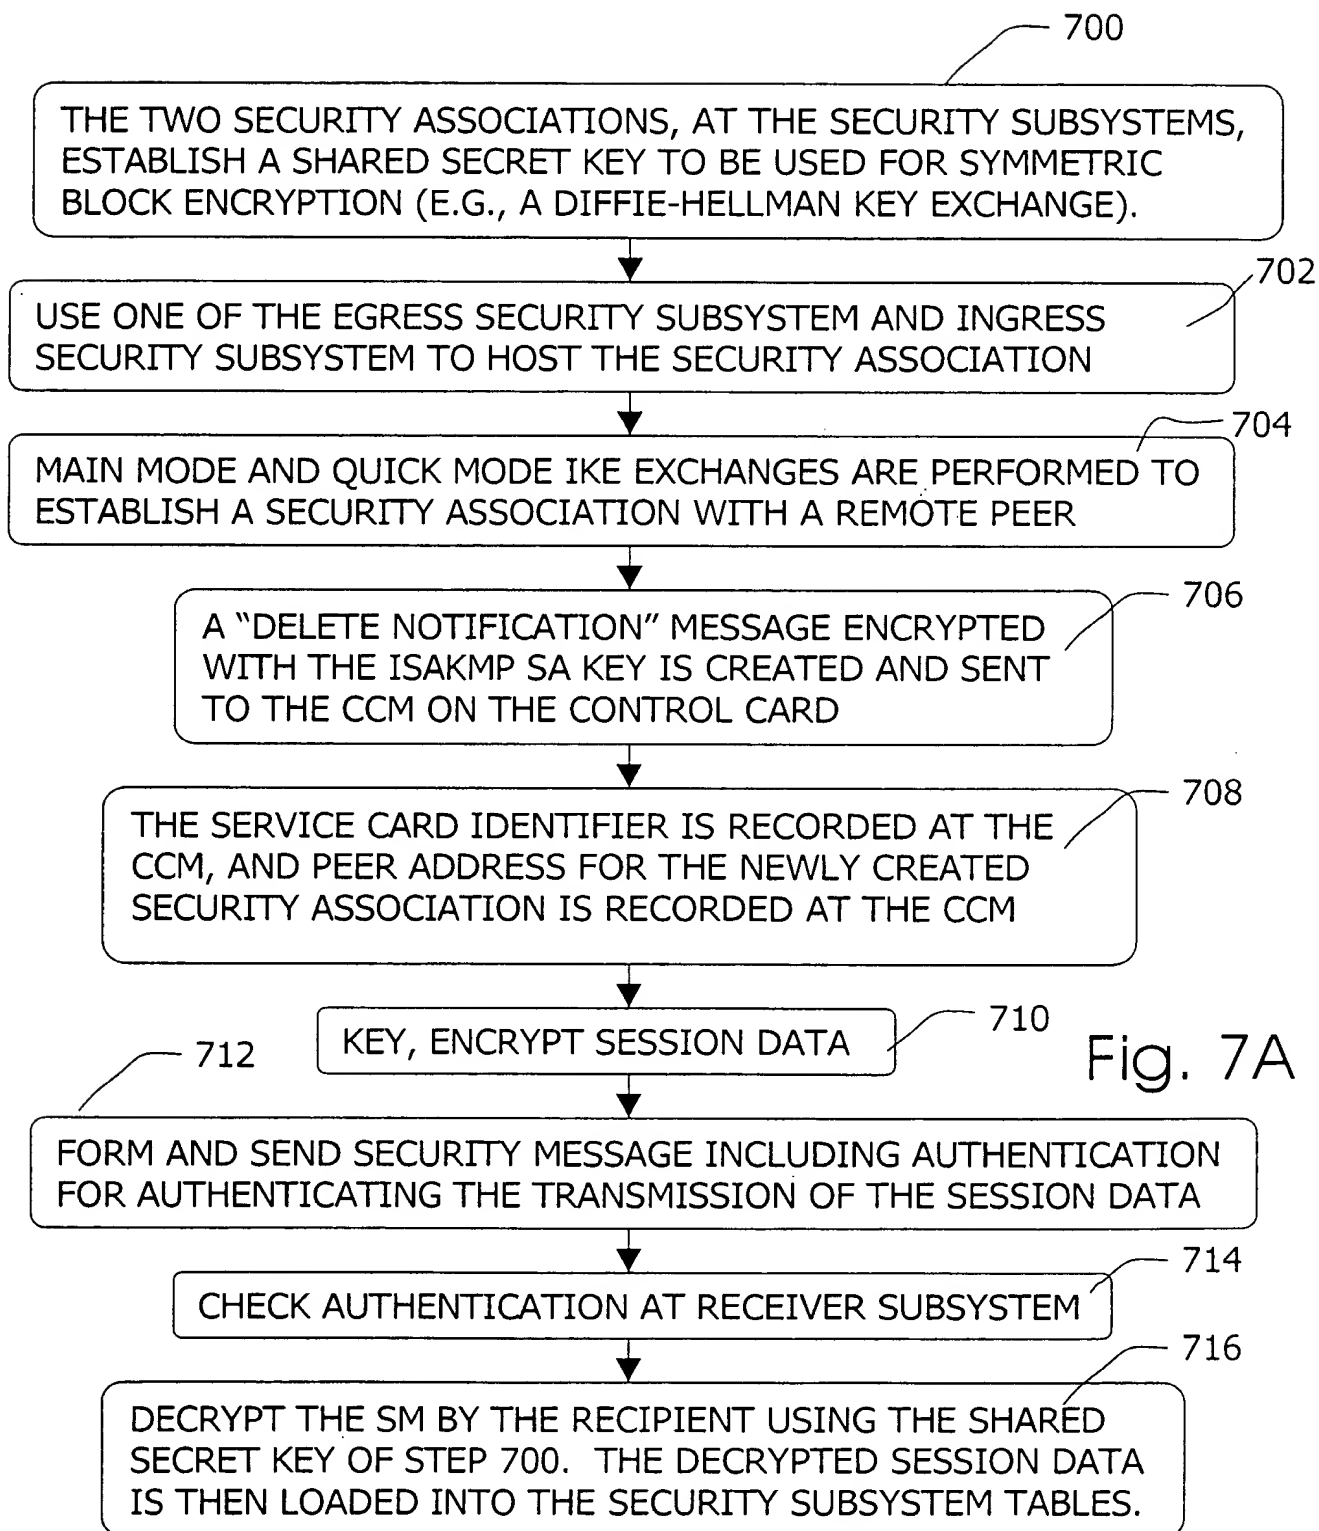 700
THE TWO SECURITY ASSOCIATIONS, AT THE SECURITY SUBSYSTEMS,
ESTABLISH A SHARED SECRET KEY TO BE USED FOR SYMMETRIC
BLOCK ENCRYPTION (E.G., A DIFFIE-HELLMAN KEY EXCHANGE).
702
USE ONE OF THE EGRESS SECURITY SUBSYSTEM AND INGRESS
SECURITY SUBSYSTEM TO HOST THE SECURITY ASSOCIATION
704
MAIN MODE AND QUICK MODE IKE EXCHANGES ARE PERFORMED TO
ESTABLISH A SECURITY ASSOCIATION WITH A REMOTE PEER
706
A “DELETE NOTIFICATION” MESSAGE ENCRYPTED
WITH THE ISAKMP SA KEY IS CREATED AND SENT
TO THE CCM ON THE CONTROL CARD
708
THE SERVICE CARD IDENTIFIER IS RECORDED AT THE
CCM, AND PEER ADDRESS FOR THE NEWLY CREATED
SECURITY ASSOCIATION IS RECORDED AT THE CCM
710
KEY, ENCRYPT SESSION DATA
Fig. 7A
712
FORM AND SEND SECURITY MESSAGE INCLUDING AUTHENTICATION
FOR AUTHENTICATING THE TRANSMISSION OF THE SESSION DATA
714
CHECK AUTHENTICATION AT RECEIVER SUBSYSTEM
716
DECRYPT THE SM BY THE RECIPIENT USING THE SHARED
SECRET KEY OF STEP 700.  THE DECRYPTED SESSION DATA
IS THEN LOADED INTO THE SECURITY SUBSYSTEM TABLES.